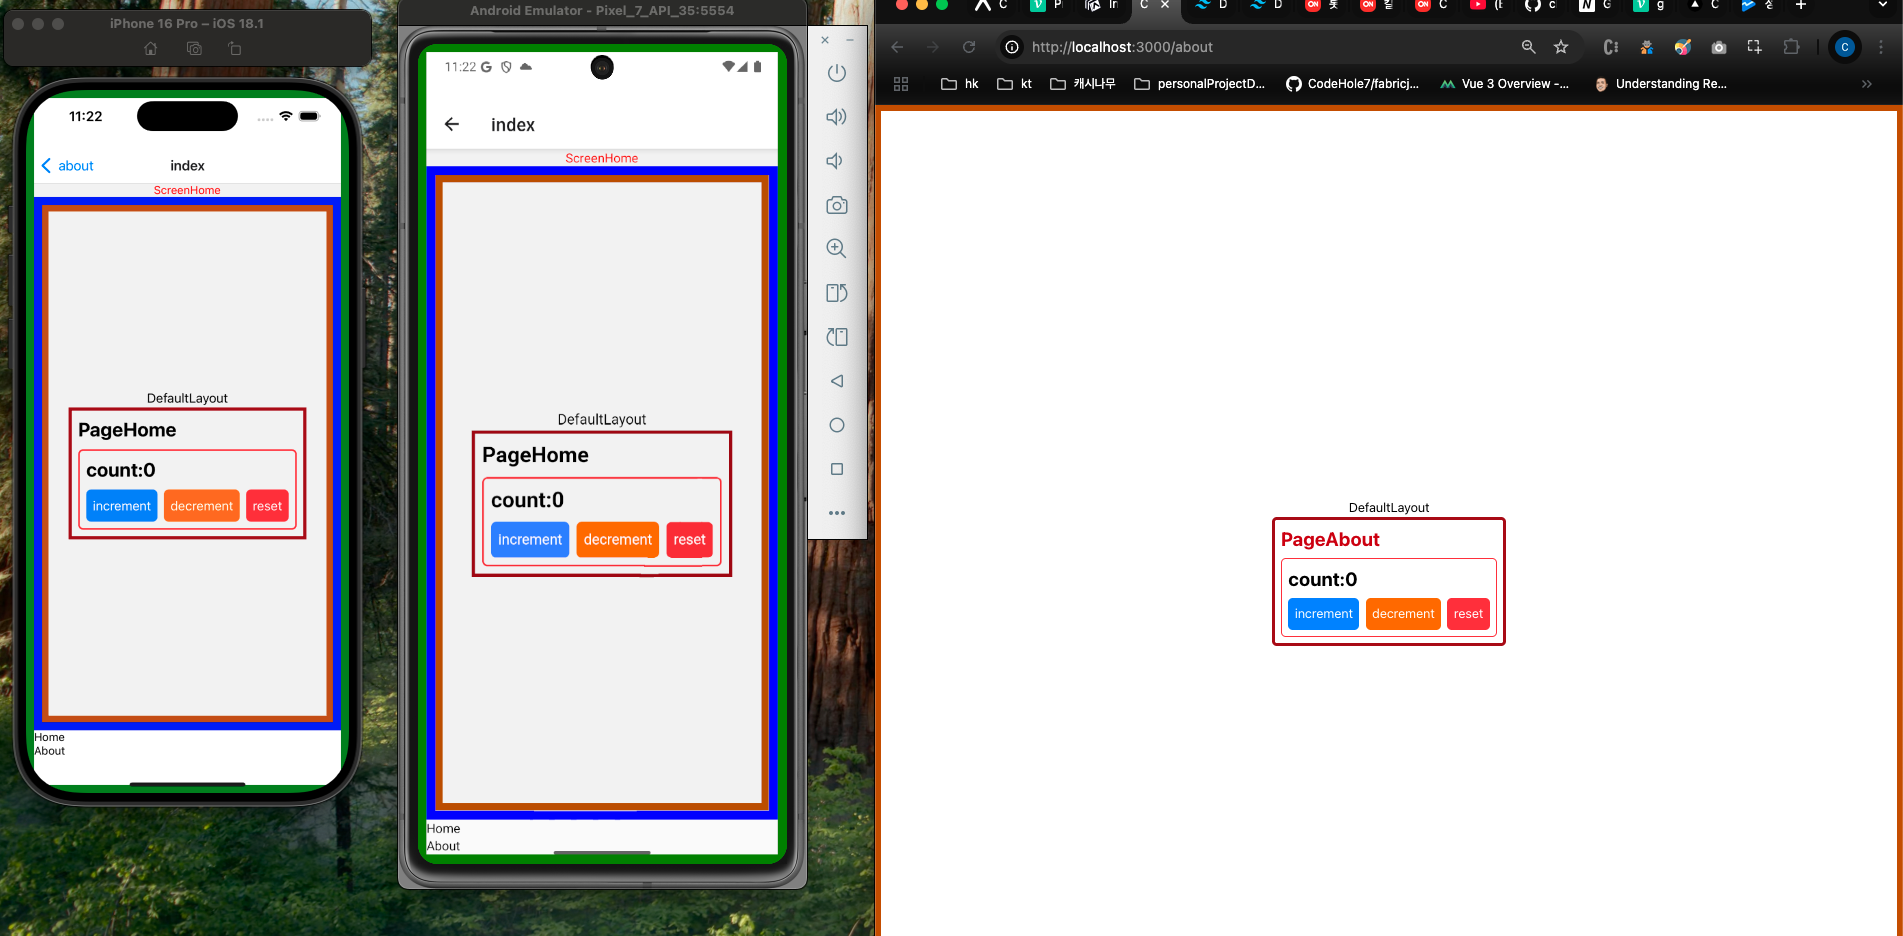 iPhone 16 Pro – iOS 18.1
11:22
about
index
ScreenHome
DefaultLayout
PageHome
count:0
increment
decrement
reset
Home
About
Android Emulator - Pixel_7_API_35:5554
11:22
index
ScreenHome
DefaultLayout
PageHome
count:0
increment
decrement
reset
Home
About
http://localhost:3000/about
hk
kt
캐시나무
personalProjectD...
CodeHole7/fabricj...
Vue 3 Overview -...
Understanding Re...
DefaultLayout
PageAbout
count:0
increment
decrement
reset